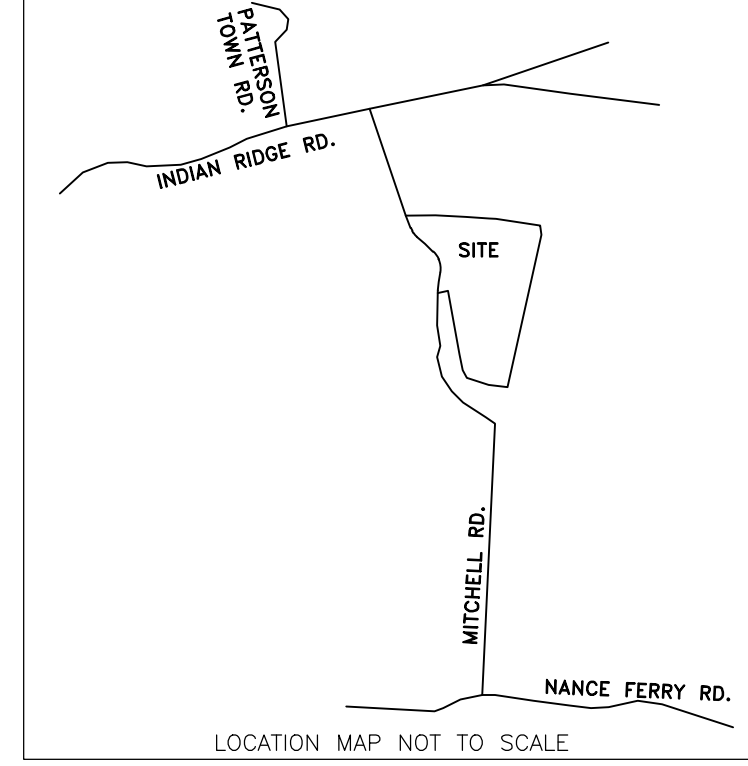 PATTERSON
TOWN RD.
INDIAN RIDGE RD.
SITE
MITCHELL RD.
NANCE FERRY RD.
LOCATION MAP NOT TO SCALE